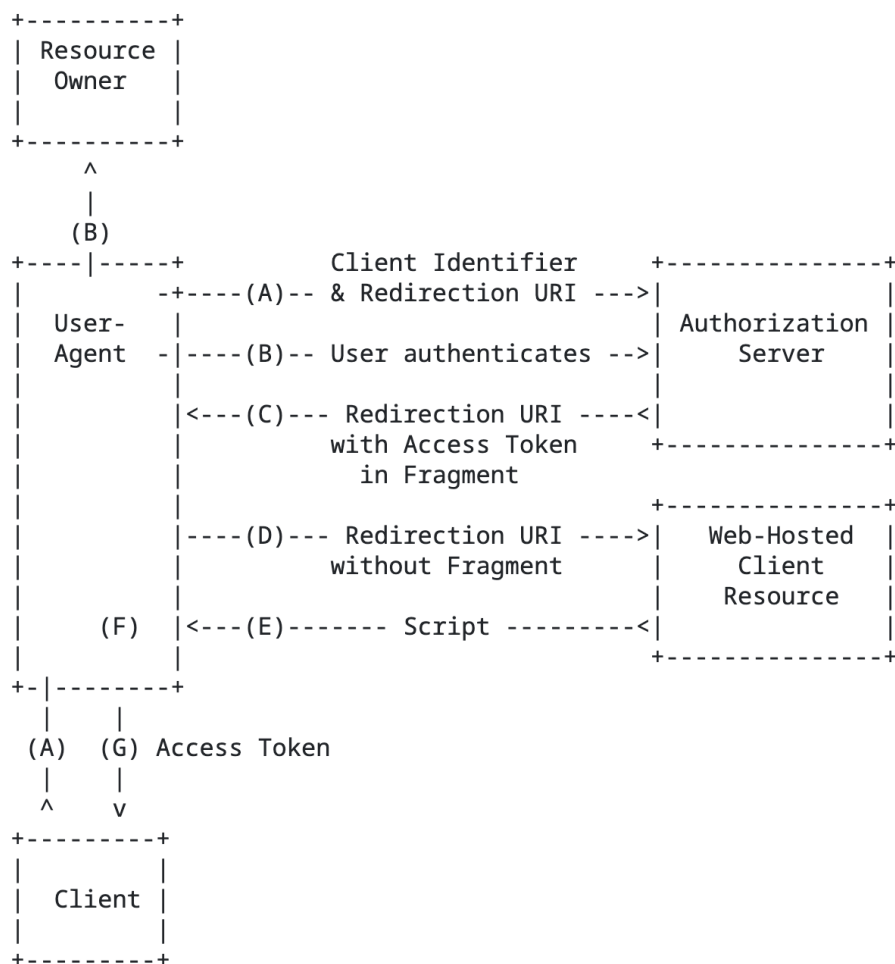 +----------+
| Resource |
|  Owner   |
|          |
+----------+
     ^
     |
    (B)
+----|-----+          Client Identifier     +---------------+
|         -+----(A)-- & Redirection URI --->|               |
|  User-   |                                | Authorization |
|  Agent  -|----(B)-- User authenticates -->|     Server    |
|          |                                |               |
|          |<---(C)--- Redirection URI ----<|               |
|          |          with Access Token     +---------------+
|          |            in Fragment
|          |                                +---------------+
|          |----(D)--- Redirection URI ---->|   Web-Hosted  |
|          |          without Fragment      |     Client    |
|          |                                |    Resource   |
|     (F)  |<---(E)------- Script ---------<|               |
|          |                                +---------------+
+-|--------+
  |    |
 (A)  (G) Access Token
  |    |
  ^    v
+---------+
|         |
|  Client |
|         |
+---------+